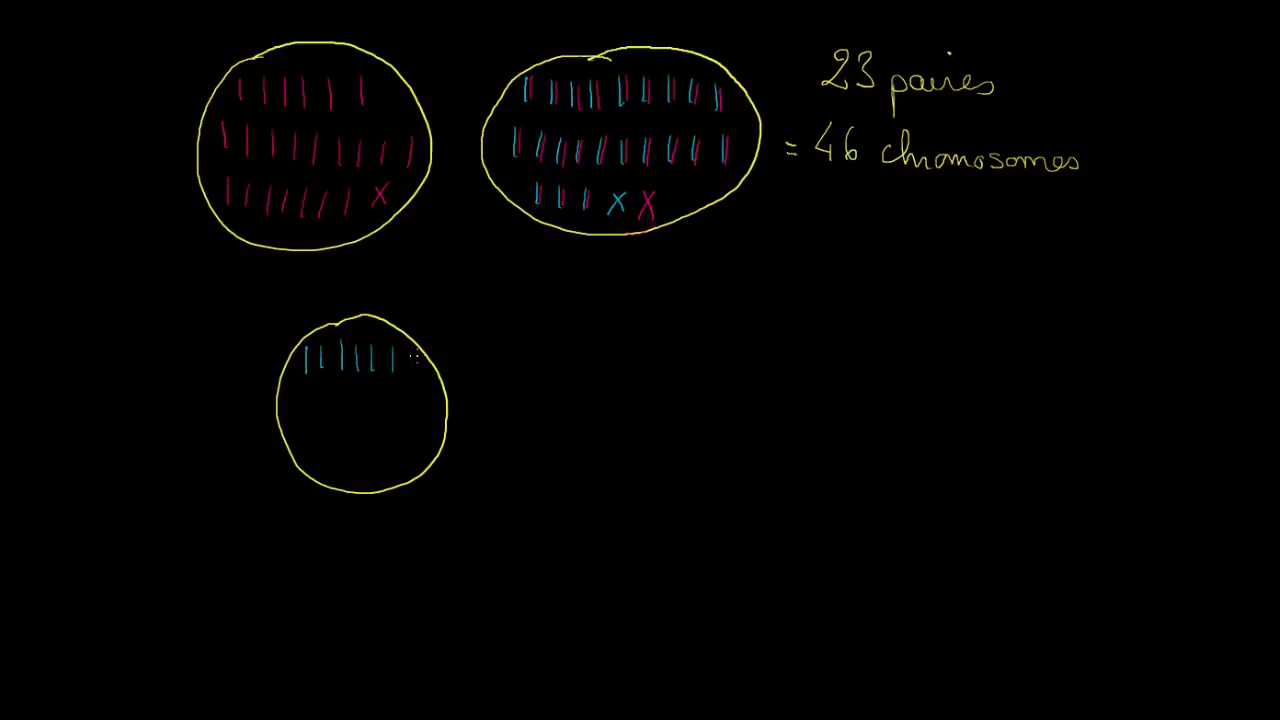 X
X X
23 paires
= 46 chromosomes